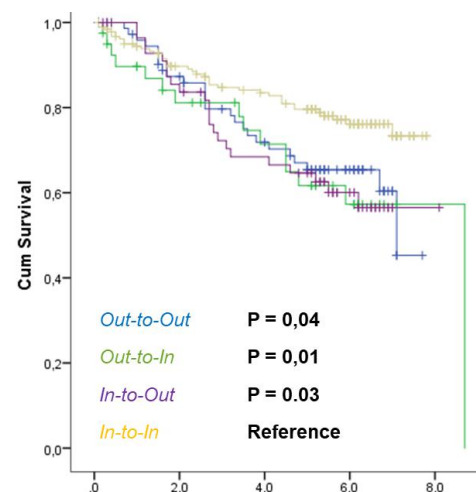 1,0
0,8
0,6
0,4
0,2
0,0
Cum Survival
Out-to-Out P = 0,04
Out-to-In P = 0,01
In-to-Out P = 0.03
In-to-In Reference
.0 2.0 4.0 6.0 8.0